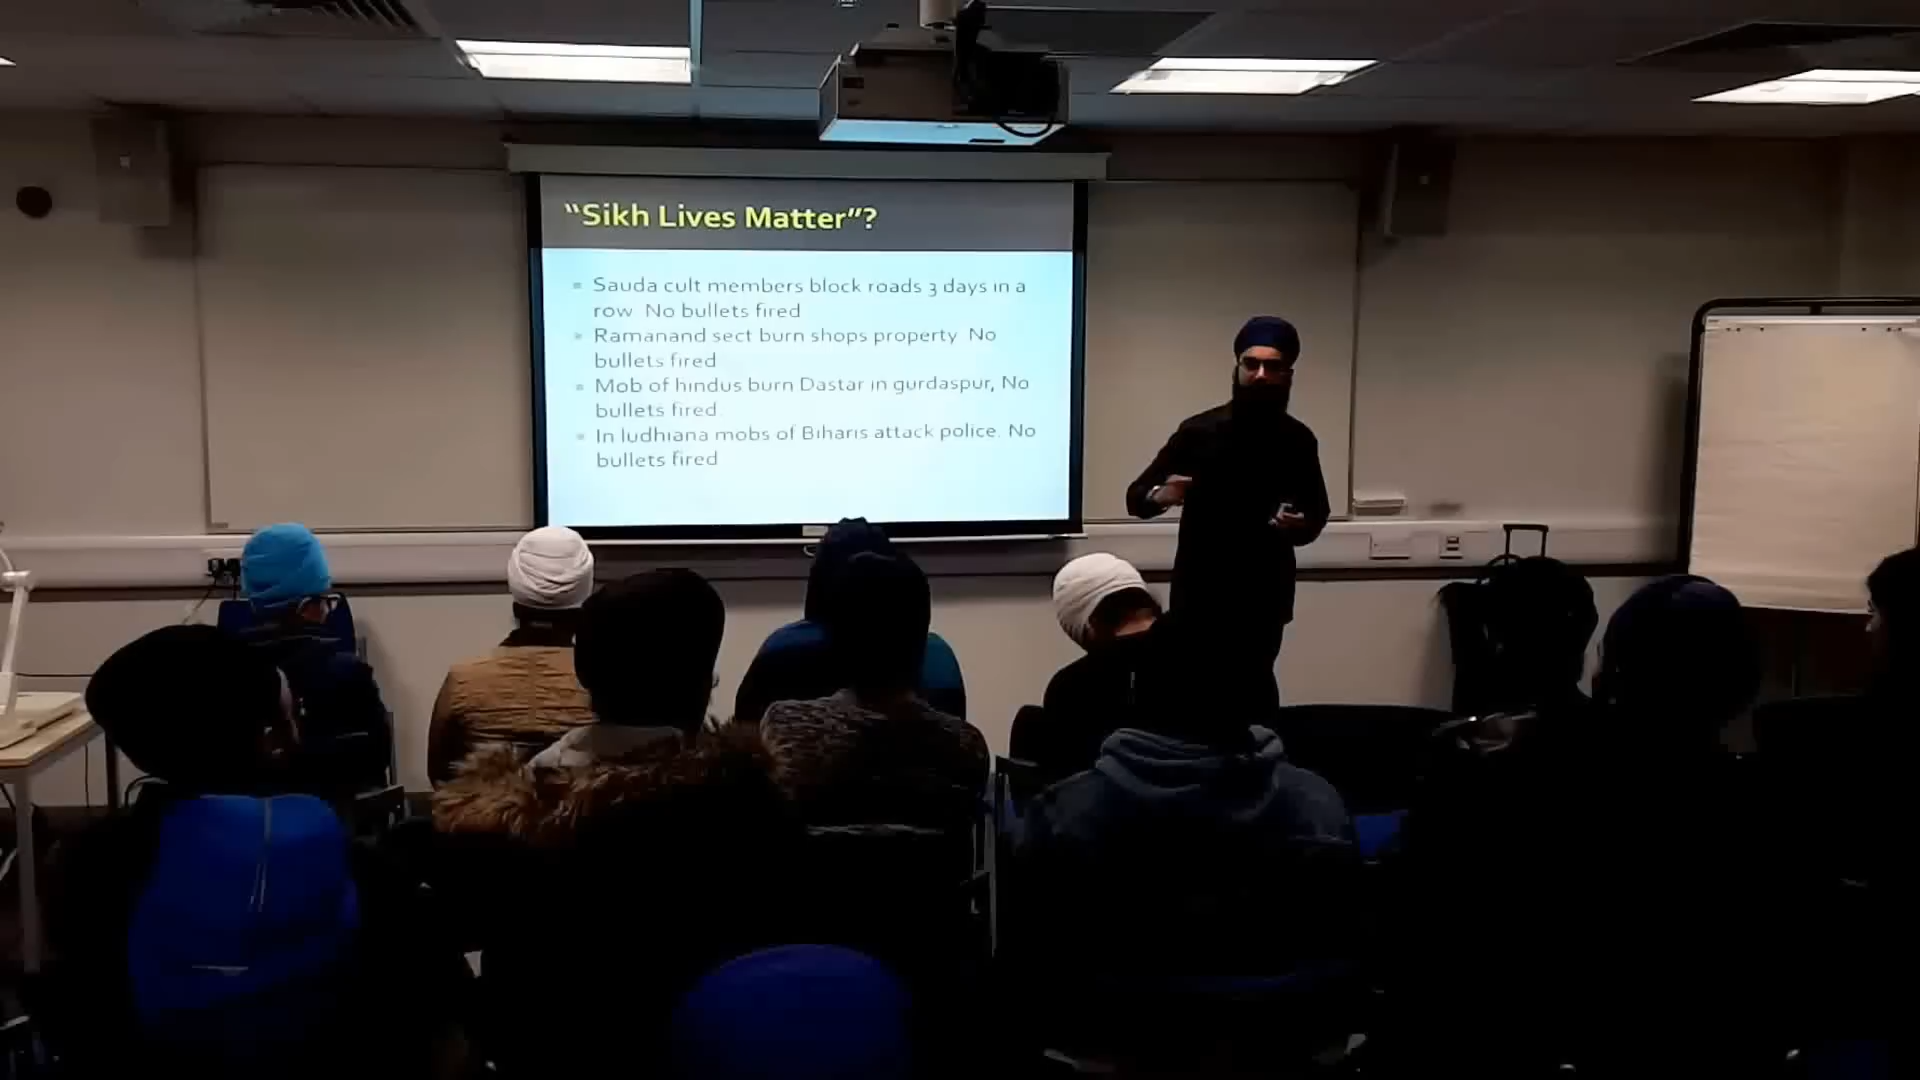 “Sikh Lives Matter”?
Sauda cult members block roads 3 days in a
row. No bullets fired
Ramanand sect burn shops property. No
bullets fired
Mob of hindus burn Dastar in gurdaspur, No
bullets fired.
In ludhiana mobs of Biharis attack police. No
bullets fired